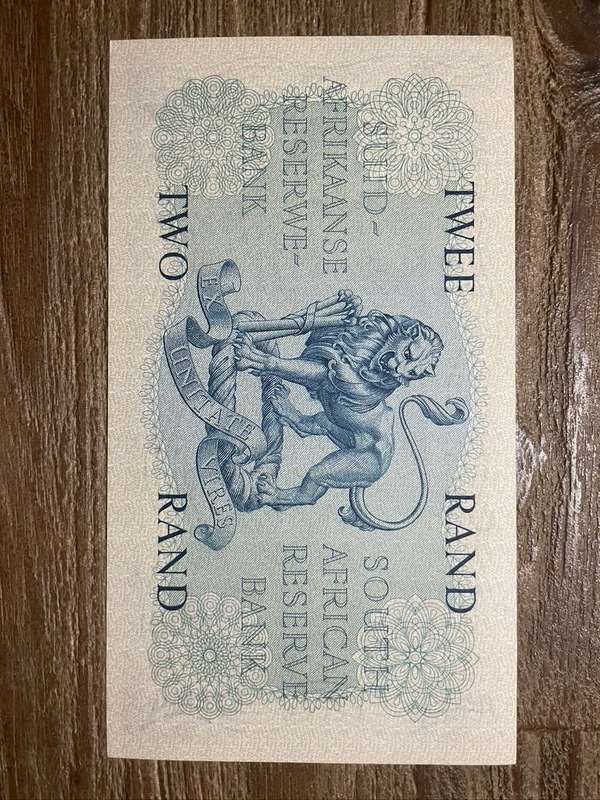 TWEE RAND
SUID-
AFRIKAANSE
RESERWE-
BANK
SOUTH
AFRICAN
RESERVE
BANK
EX UNITATE VIRES
TWO RAND